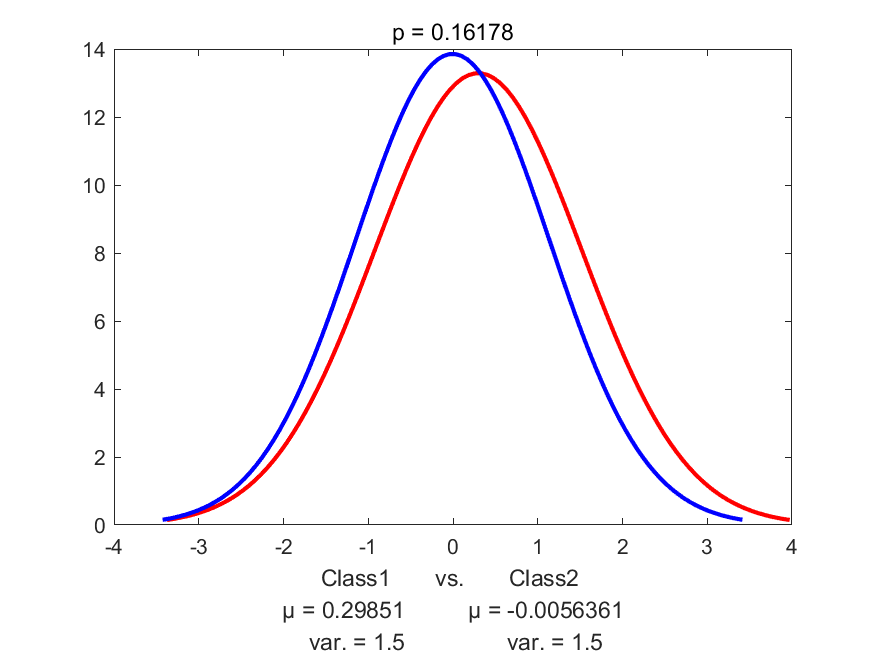 p = 0.16178
14
12
10
8
6
4
2
0
-4 -3 -2 -1 0 1 2 3 4
Class1 vs. Class2
μ = 0.29851 μ = -0.0056361
var. = 1.5 var. = 1.5